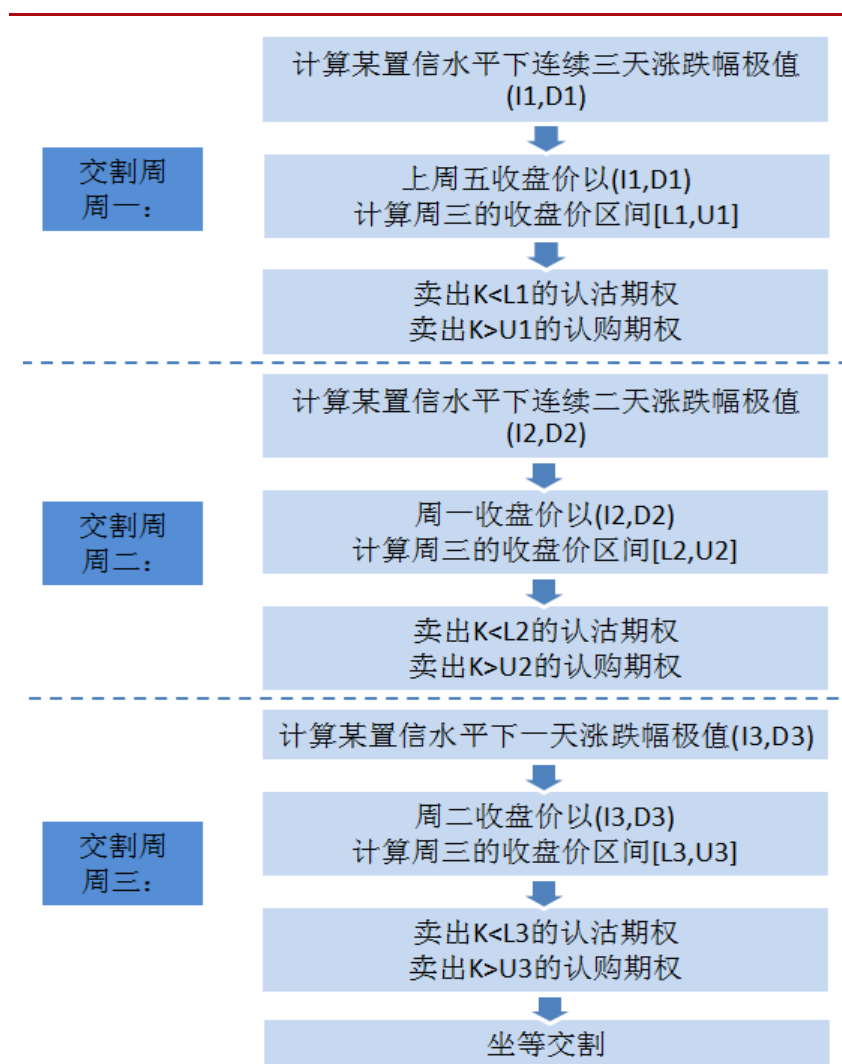 计算某置信水平下连续三天涨跌幅极值
(I1,D1)
交割周
周一：
上周五收盘价以(I1,D1)
计算周三的收盘价区间[L1,U1]
卖出K<L1的认沽期权
卖出K>U1的认购期权
计算某置信水平下连续二天涨跌幅极值
(I2,D2)
交割周
周二：
周一收盘价以(I2,D2)
计算周三的收盘价区间[L2,U2]
卖出K<L2的认沽期权
卖出K>U2的认购期权
计算某置信水平下一天涨跌幅极值(I3,D3)
交割周
周三：
周二收盘价以(I3,D3)
计算周三的收盘价区间[L3,U3]
卖出K<L3的认沽期权
卖出K>U3的认购期权
坐等交割